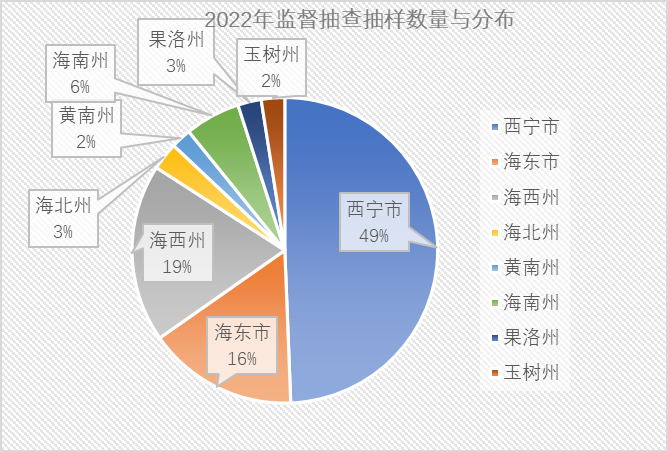 2022年监督抽查抽样数量与分布
果洛州
3%
玉树州
2%
海南州
6%
黄南州
2%
海北州
3%
海西州
19%
西宁市
49%
海东市
16%
西宁市
海东市
海西州
海北州
黄南州
海南州
果洛州
玉树州